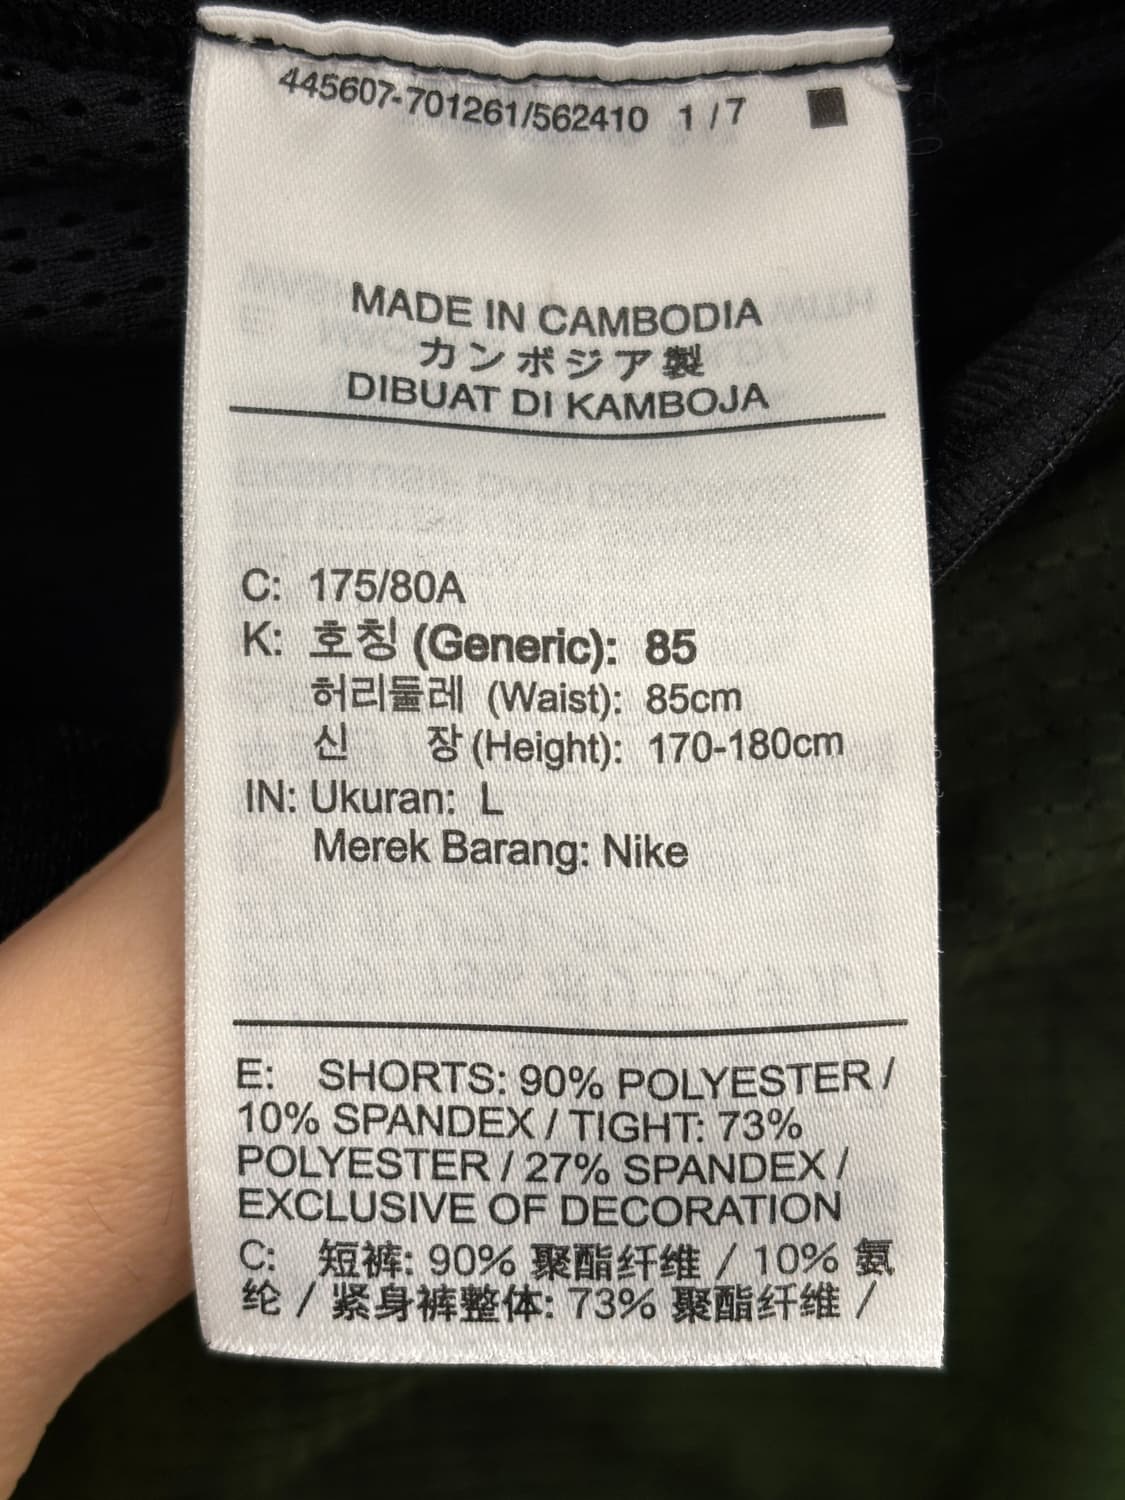 445607-701261/562410 1/7
MADE IN CAMBODIA
カンボジア製
DIBUAT DI KAMBOJA
C: 175/80A
K: 호칭 (Generic): 85
허리둘레 (Waist): 85cm
신 장 (Height): 170-180cm
IN: Ukuran: L
Merek Barang: Nike
E: SHORTS: 90% POLYESTER /
10% SPANDEX / TIGHT: 73%
POLYESTER / 27% SPANDEX /
EXCLUSIVE OF DECORATION
C: 短裤: 90% 聚酯纤维 / 10% 氨
纶 / 紧身裤整体: 73% 聚酯纤维 /